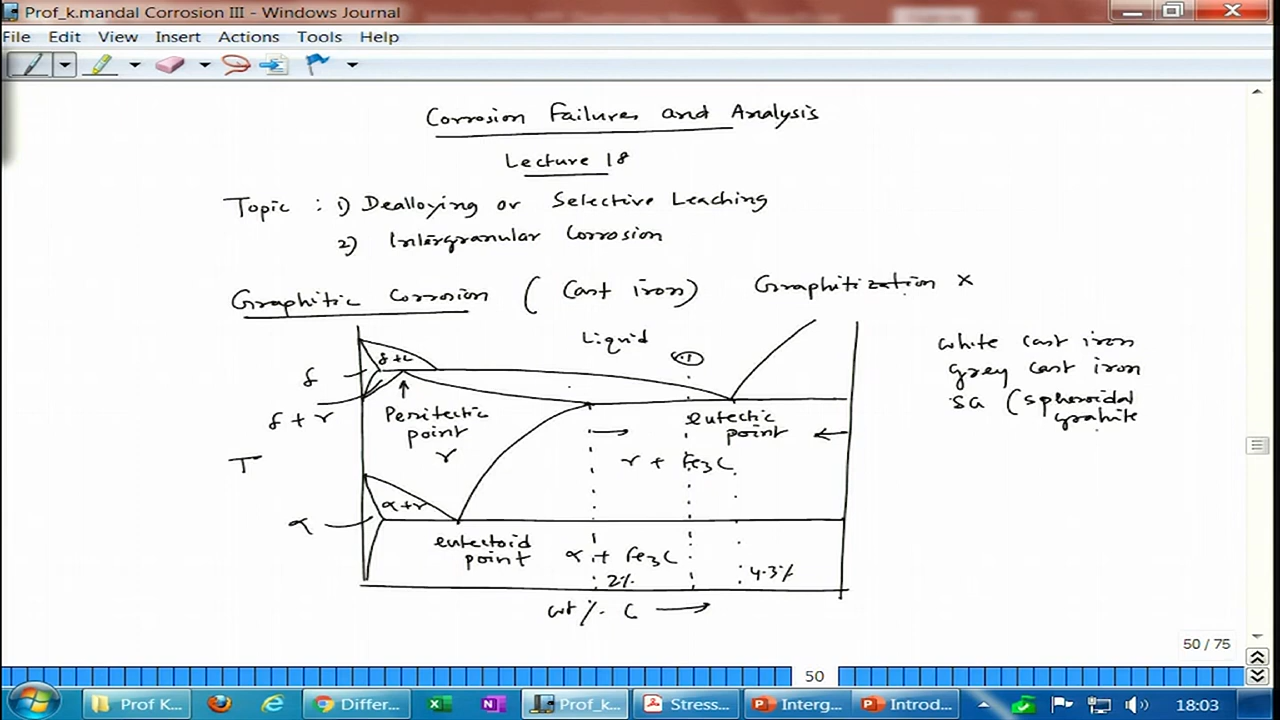 Prof_k.mandal Corrosion III - Windows Journal
File Edit View Insert Actions Tools Help
Corrosion Failures and Analysis
Lecture 18
Topic : 1) Dealloying or Selective Leaching
2) Intergranular Corrosion
Graphitic Corrosion ( Cast iron) Graphitization x
Liquid
δ+L
①
white cast iron
grey cast iron
SG (spheroidal
grahite
δ
δ + γ
Peritectic
point
eutectic
point
γ
T
γ + Fe3C
α+γ
α
eutectoid
point
α + Fe3C
2%
4.3%
wt % C
50 / 75
50
Prof K...
Differ...
Prof_k...
Stress...
Interg...
Introd...
18:03